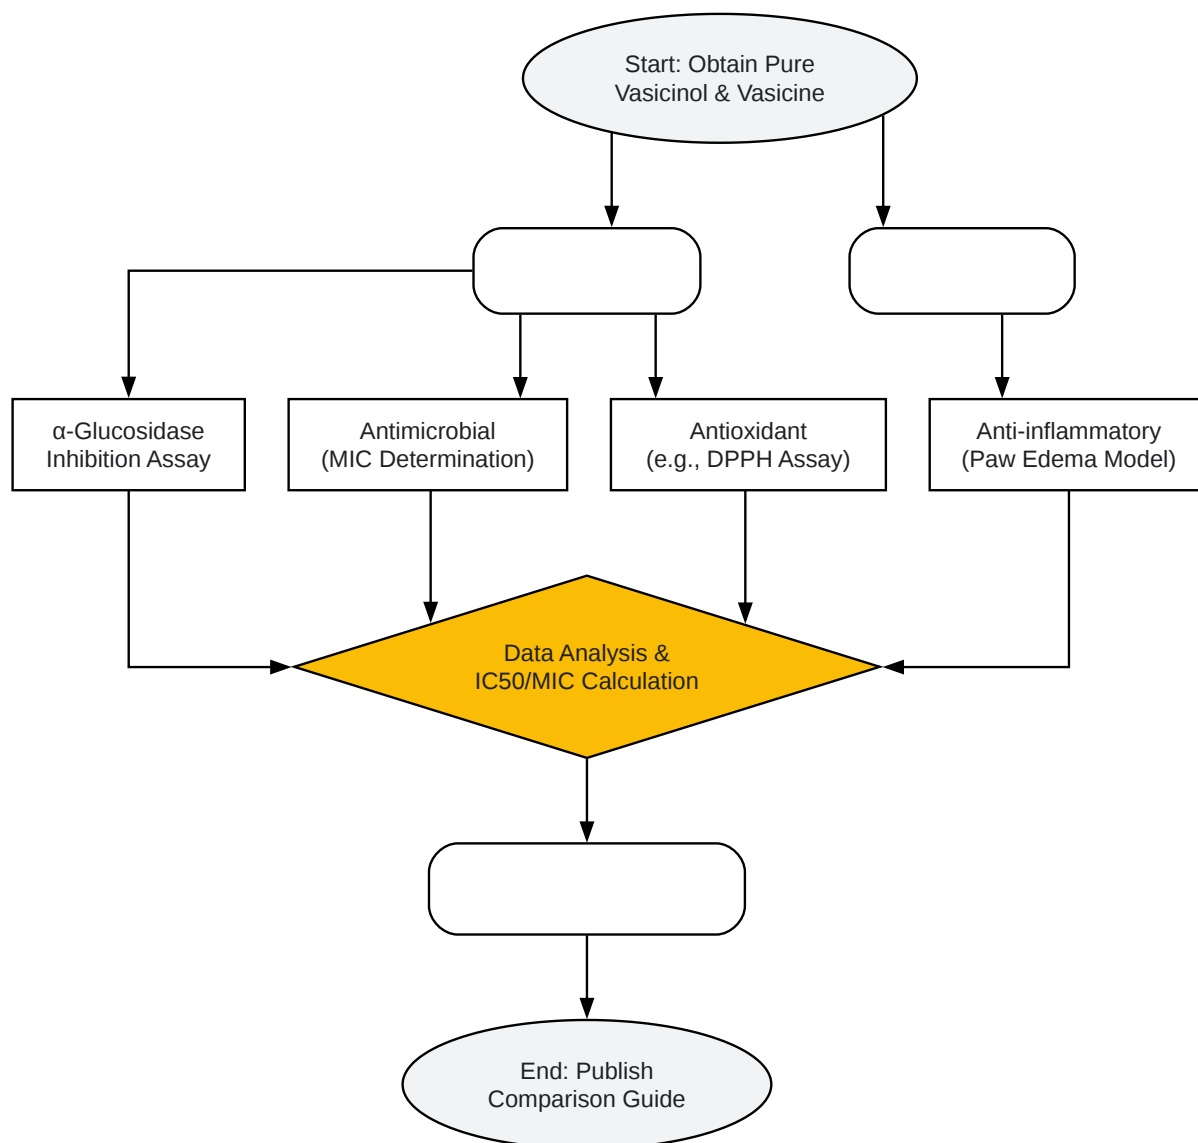 Start: Obtain Pure
Vasicinol & Vasicine
α-Glucosidase
Inhibition Assay
Antimicrobial
(MIC Determination)
Antioxidant
(e.g., DPPH Assay)
Anti-inflammatory
(Paw Edema Model)
Data Analysis &
IC50/MIC Calculation
End: Publish
Comparison Guide